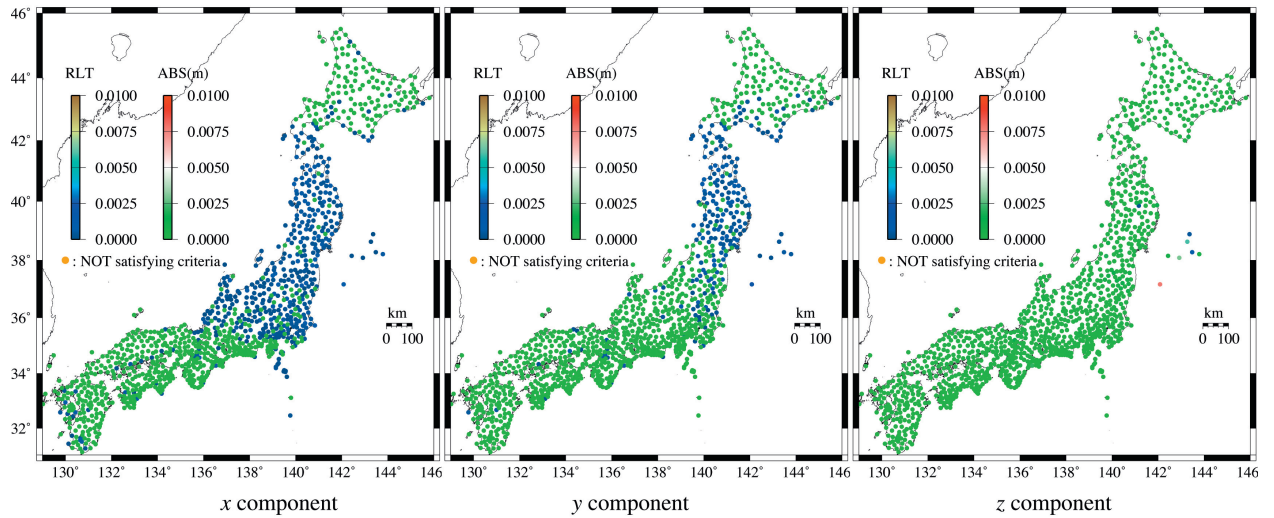 46°
44°
42°
40°
38°
36°
34°
32°
RLT ABS(m)
0.0100 0.0100
0.0075 0.0075
0.0050 0.0050
0.0025 0.0025
0.0000 0.0000
: NOT satisfying criteria
km
0 100
130 132 134 136 138 140 142 144 146
x component
RLT ABS(m)
0.0100 0.0100
0.0075 0.0075
0.0050 0.0050
0.0025 0.0025
0.0000 0.0000
: NOT satisfying criteria
km
0 100
130 132 134 136 138 140 142 144 146
y component
RLT ABS(m)
0.0100 0.0100
0.0075 0.0075
0.0050 0.0050
0.0025 0.0025
0.0000 0.0000
: NOT satisfying criteria
km
0 100
130 132 134 136 138 140 142 144 146
z component